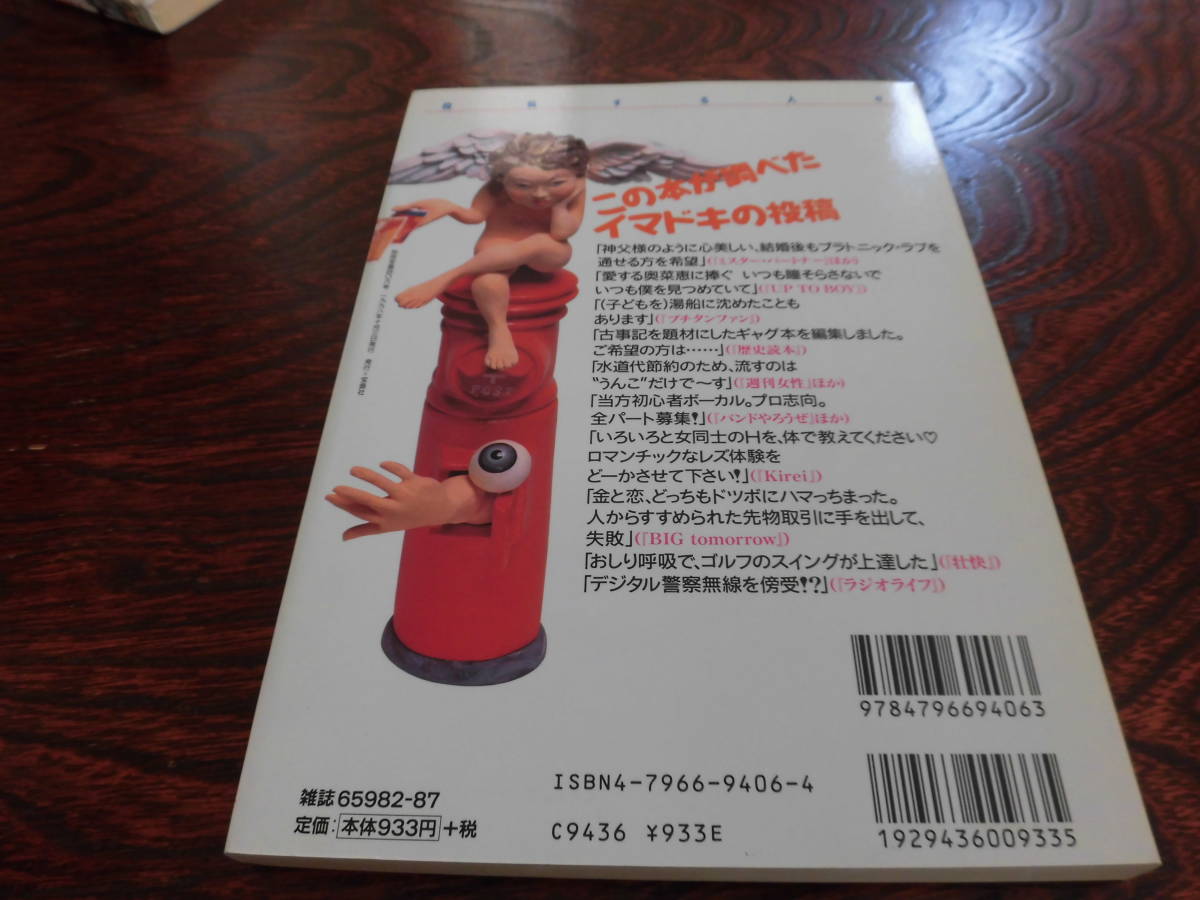 この本が調べた
イマドキの投稿
「神父様のように心美しい、結婚後もプラトニック・ラブを
通せる方を希望」(『ミスター・パートナー』ほか)
「愛する奥菜恵に捧ぐ いつも瞳そらさないで
いつも僕を見つめていて」(『UP TO BOY』)
「(子どもを)湯船に沈めたことも
あります」(『プチタンファン』)
「古事記を題材にしたギャグ本を編集しました。
ご希望の方は……」(『歴史読本』)
「水道代節約のため、流すのは
“うんこ”だけで〜す」(『週刊女性』ほか)
「当方初心者ボーカル。プロ志向。
全パート募集!」(『バンドやろうぜ』ほか)
「いろいろと女同士のHを、体で教えてください♡
ロマンチックなレズ体験を
どーかさせて下さい!」(『Kirei』)
「金と恋、どっちもドツボにハマっちまった。
人からすすめられた先物取引に手を出して、
失敗」(『BIG tomorrow』)
「おしり呼吸で、ゴルフのスイングが上達した」(『壮快』)
「デジタル警察無線を傍受!?」(『ラジオライフ』)
POST
9784796694063
ISBN4-7966-9406-4
雑誌 65982-87
定価:本体933円+税
C9436 ¥933E
1929436009335